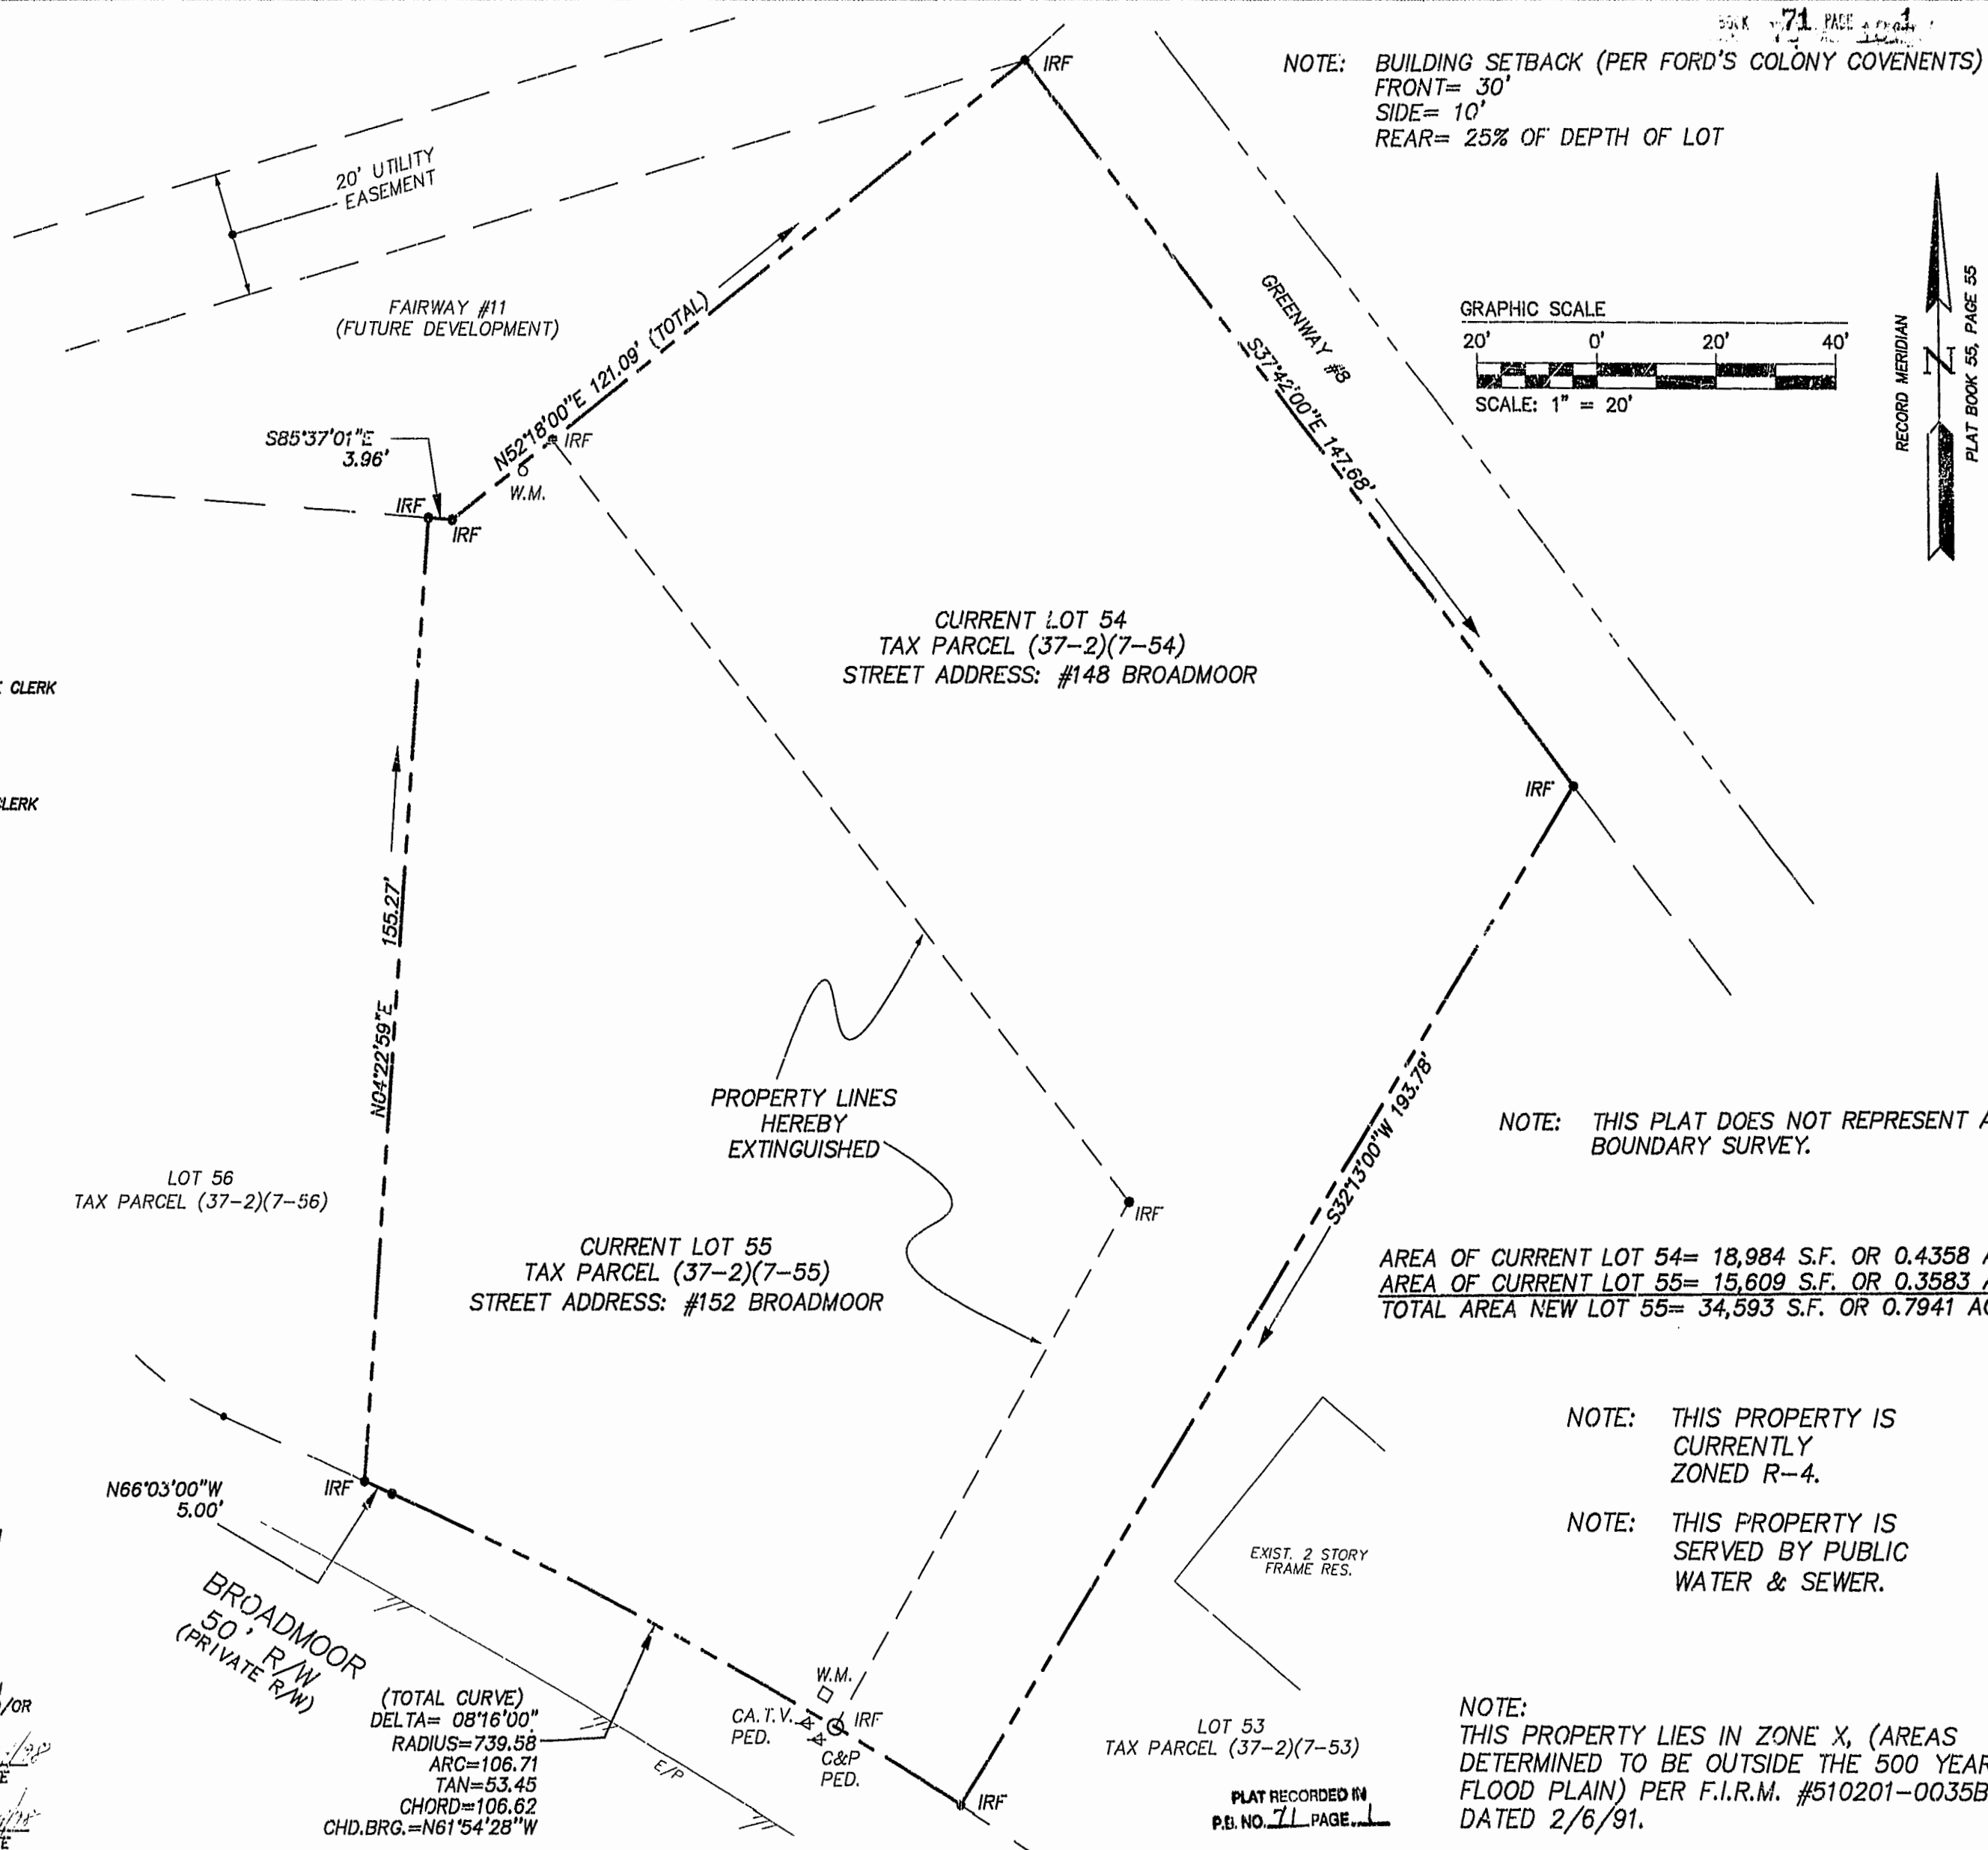 BOOK 71 PAGE 1
NOTE: BUILDING SETBACK (PER FORD'S COLONY COVENENTS)
FRONT= 30'
SIDE= 10'
REAR= 25% OF DEPTH OF LOT
IRF
20' UTILITY
EASEMENT
FAIRWAY #11
(FUTURE DEVELOPMENT)
N52°18'00"E 121.09' (TOTAL)
GREENWAY #8
S37°42'00"E 147.68'
GRAPHIC SCALE
20' 0' 20' 40'
SCALE: 1" = 20'
RECORD MERIDIAN
N
PLAT BOOK 55, PAGE 55
S85°37'01"E
3.96'
IRF
W.M.
IRF
IRF
CURRENT LOT 54
TAX PARCEL (37-2)(7-54)
STREET ADDRESS: #148 BROADMOOR
CLERK
CLERK
IRF
N04°22'59"E 155.27'
S32°13'00"W 193.78'
PROPERTY LINES
HEREBY
EXTINGUISHED
NOTE: THIS PLAT DOES NOT REPRESENT A
BOUNDARY SURVEY.
LOT 56
TAX PARCEL (37-2)(7-56)
IRF
CURRENT LOT 55
TAX PARCEL (37-2)(7-55)
STREET ADDRESS: #152 BROADMOOR
AREA OF CURRENT LOT 54= 18,984 S.F. OR 0.4358 A
AREA OF CURRENT LOT 55= 15,609 S.F. OR 0.3583 A
TOTAL AREA NEW LOT 55= 34,593 S.F. OR 0.7941 AC
NOTE: THIS PROPERTY IS
CURRENTLY
ZONED R-4.
NOTE: THIS PROPERTY IS
SERVED BY PUBLIC
WATER & SEWER.
IRF
N66°03'00"W
5.00'
EXIST. 2 STORY
FRAME RES.
BROADMOOR
50' R/W
(PRIVATE R/W)
(TOTAL CURVE)
DELTA= 08°16'00"
RADIUS=739.58
ARC=106.71
TAN=53.45
CHORD=106.62
CHD.BRG.=N61°54'28"W
E/P
W.M.
CA.T.V.
PED.
IRF
C&P
PED.
IRF
/OR
LOT 53
TAX PARCEL (37-2)(7-53)
PLAT RECORDED IN
P.B. NO. 71 PAGE 1
NOTE:
THIS PROPERTY LIES IN ZONE X, (AREAS
DETERMINED TO BE OUTSIDE THE 500 YEAR
FLOOD PLAIN) PER F.I.R.M. #510201-0035B
DATED 2/6/91.